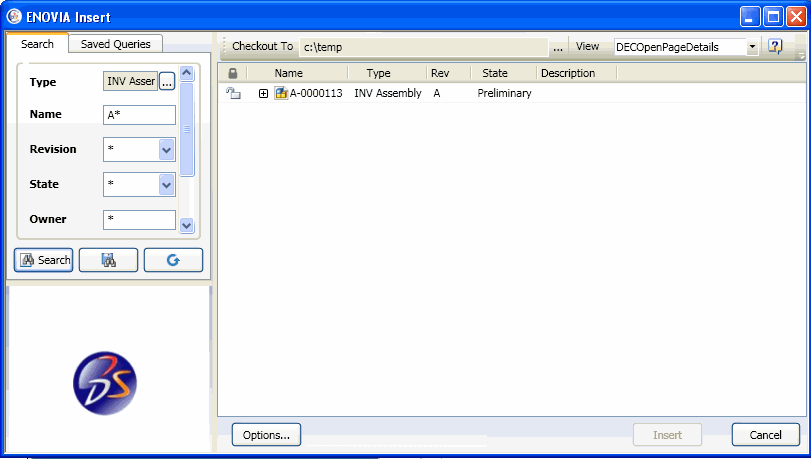 ENOVIA Insert
Search
Saved Queries
Type
INV Asser
...
Name
A*
Revision
*
State
*
Owner
*
Search
Checkout To
c:\temp
...
View
DECOpenPageDetails
Name Type Rev State Description
A-0000113 INV Assembly A Preliminary
Options...
Insert
Cancel